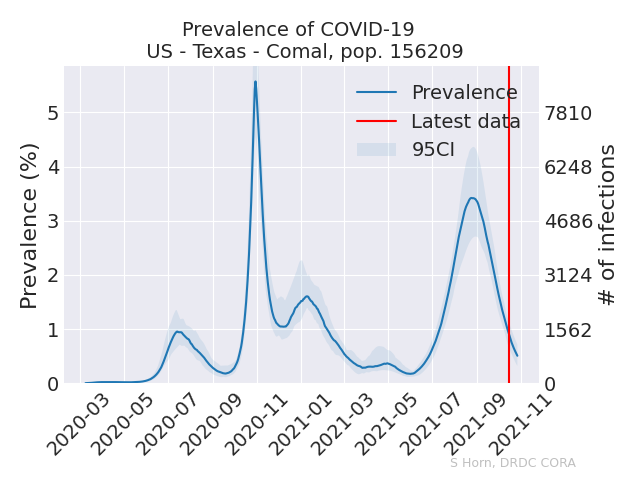 Prevalence of COVID-19
US - Texas - Comal, pop. 156209
Prevalence
Latest data
95CI
Prevalence (%)
5
4
3
2
1
0
7810
6248
4686
3124
1562
0
# of infections
2020-03
2020-05
2020-07
2020-09
2020-11
2021-01
2021-03
2021-05
2021-07
2021-09
2021-11
S Horn, DRDC CORA